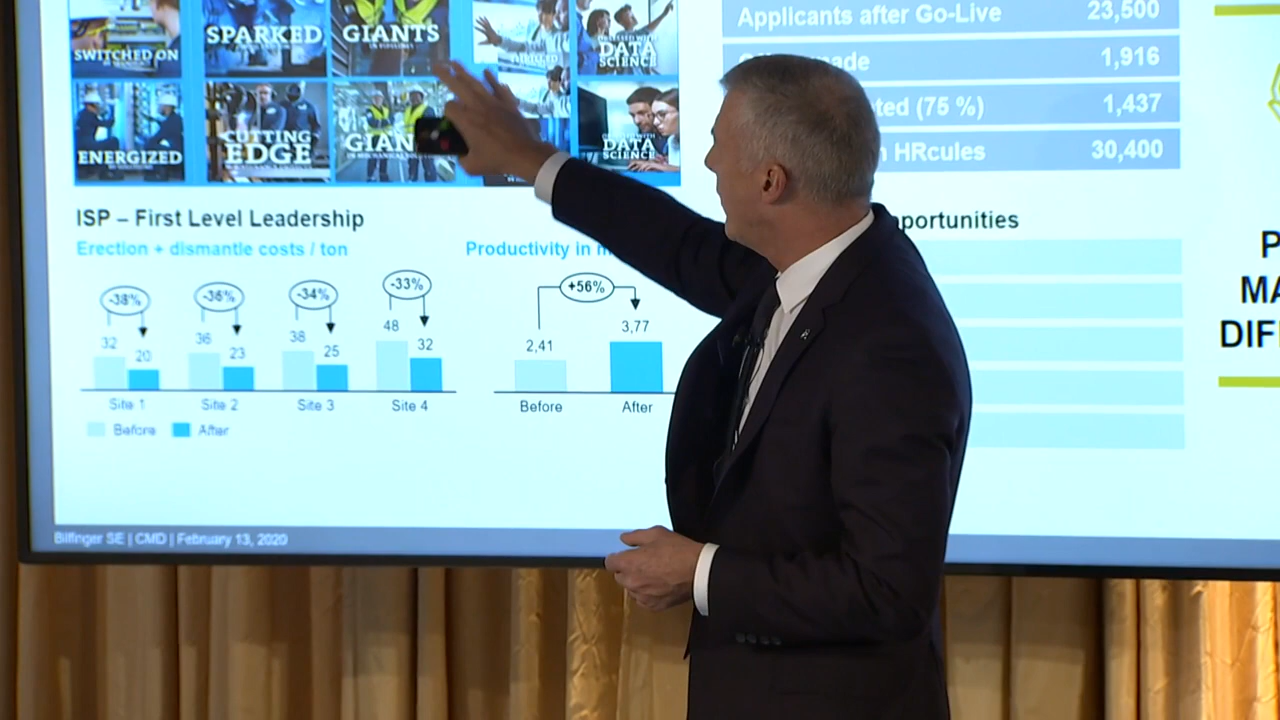 SWITCHED ON
SPARKED
GIANTS
DATA
SCIENCE
ENERGIZED
CUTTING
EDGE
DATA
SCIENCE
Applicants after Go-Live 23,500
made 1,916
(75 %) 1,437
HRcules 30,400
ISP – First Level Leadership
Erection + dismantle costs / ton
Productivity in
-38% -36% -34% -33%
32 20 36 23 38 25 48 32
Site 1 Site 2 Site 3 Site 4
Before After
+56%
2,41 3,77
Before After
Bilfinger SE | CMD | February 13, 2020